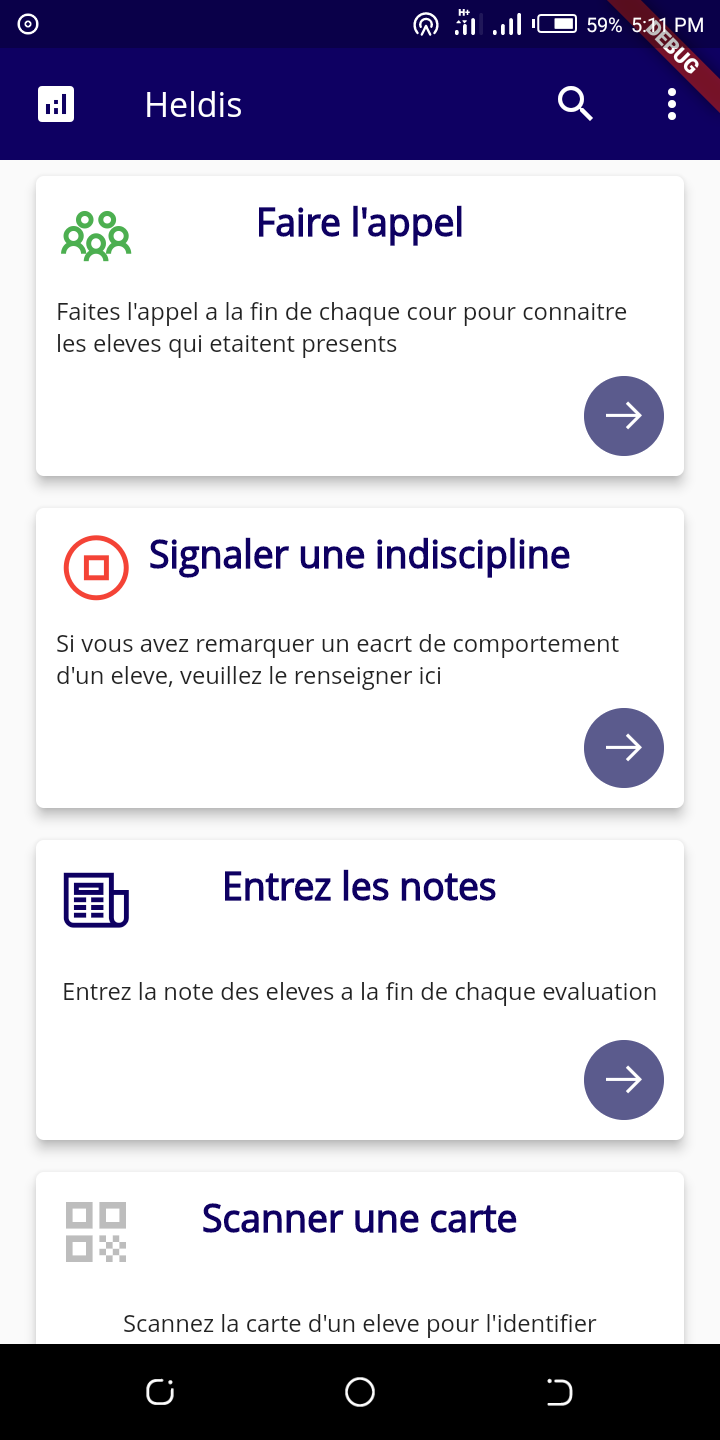 H+
59% 5:11 PM
DEBUG
Heldis
Faire l'appel
Faites l'appel a la fin de chaque cour pour connaitre
les eleves qui etaitent presents
Signaler une indiscipline
Si vous avez remarquer un eacrt de comportement
d'un eleve, veuillez le renseigner ici
Entrez les notes
Entrez la note des eleves a la fin de chaque evaluation
Scanner une carte
Scannez la carte d'un eleve pour l'identifier